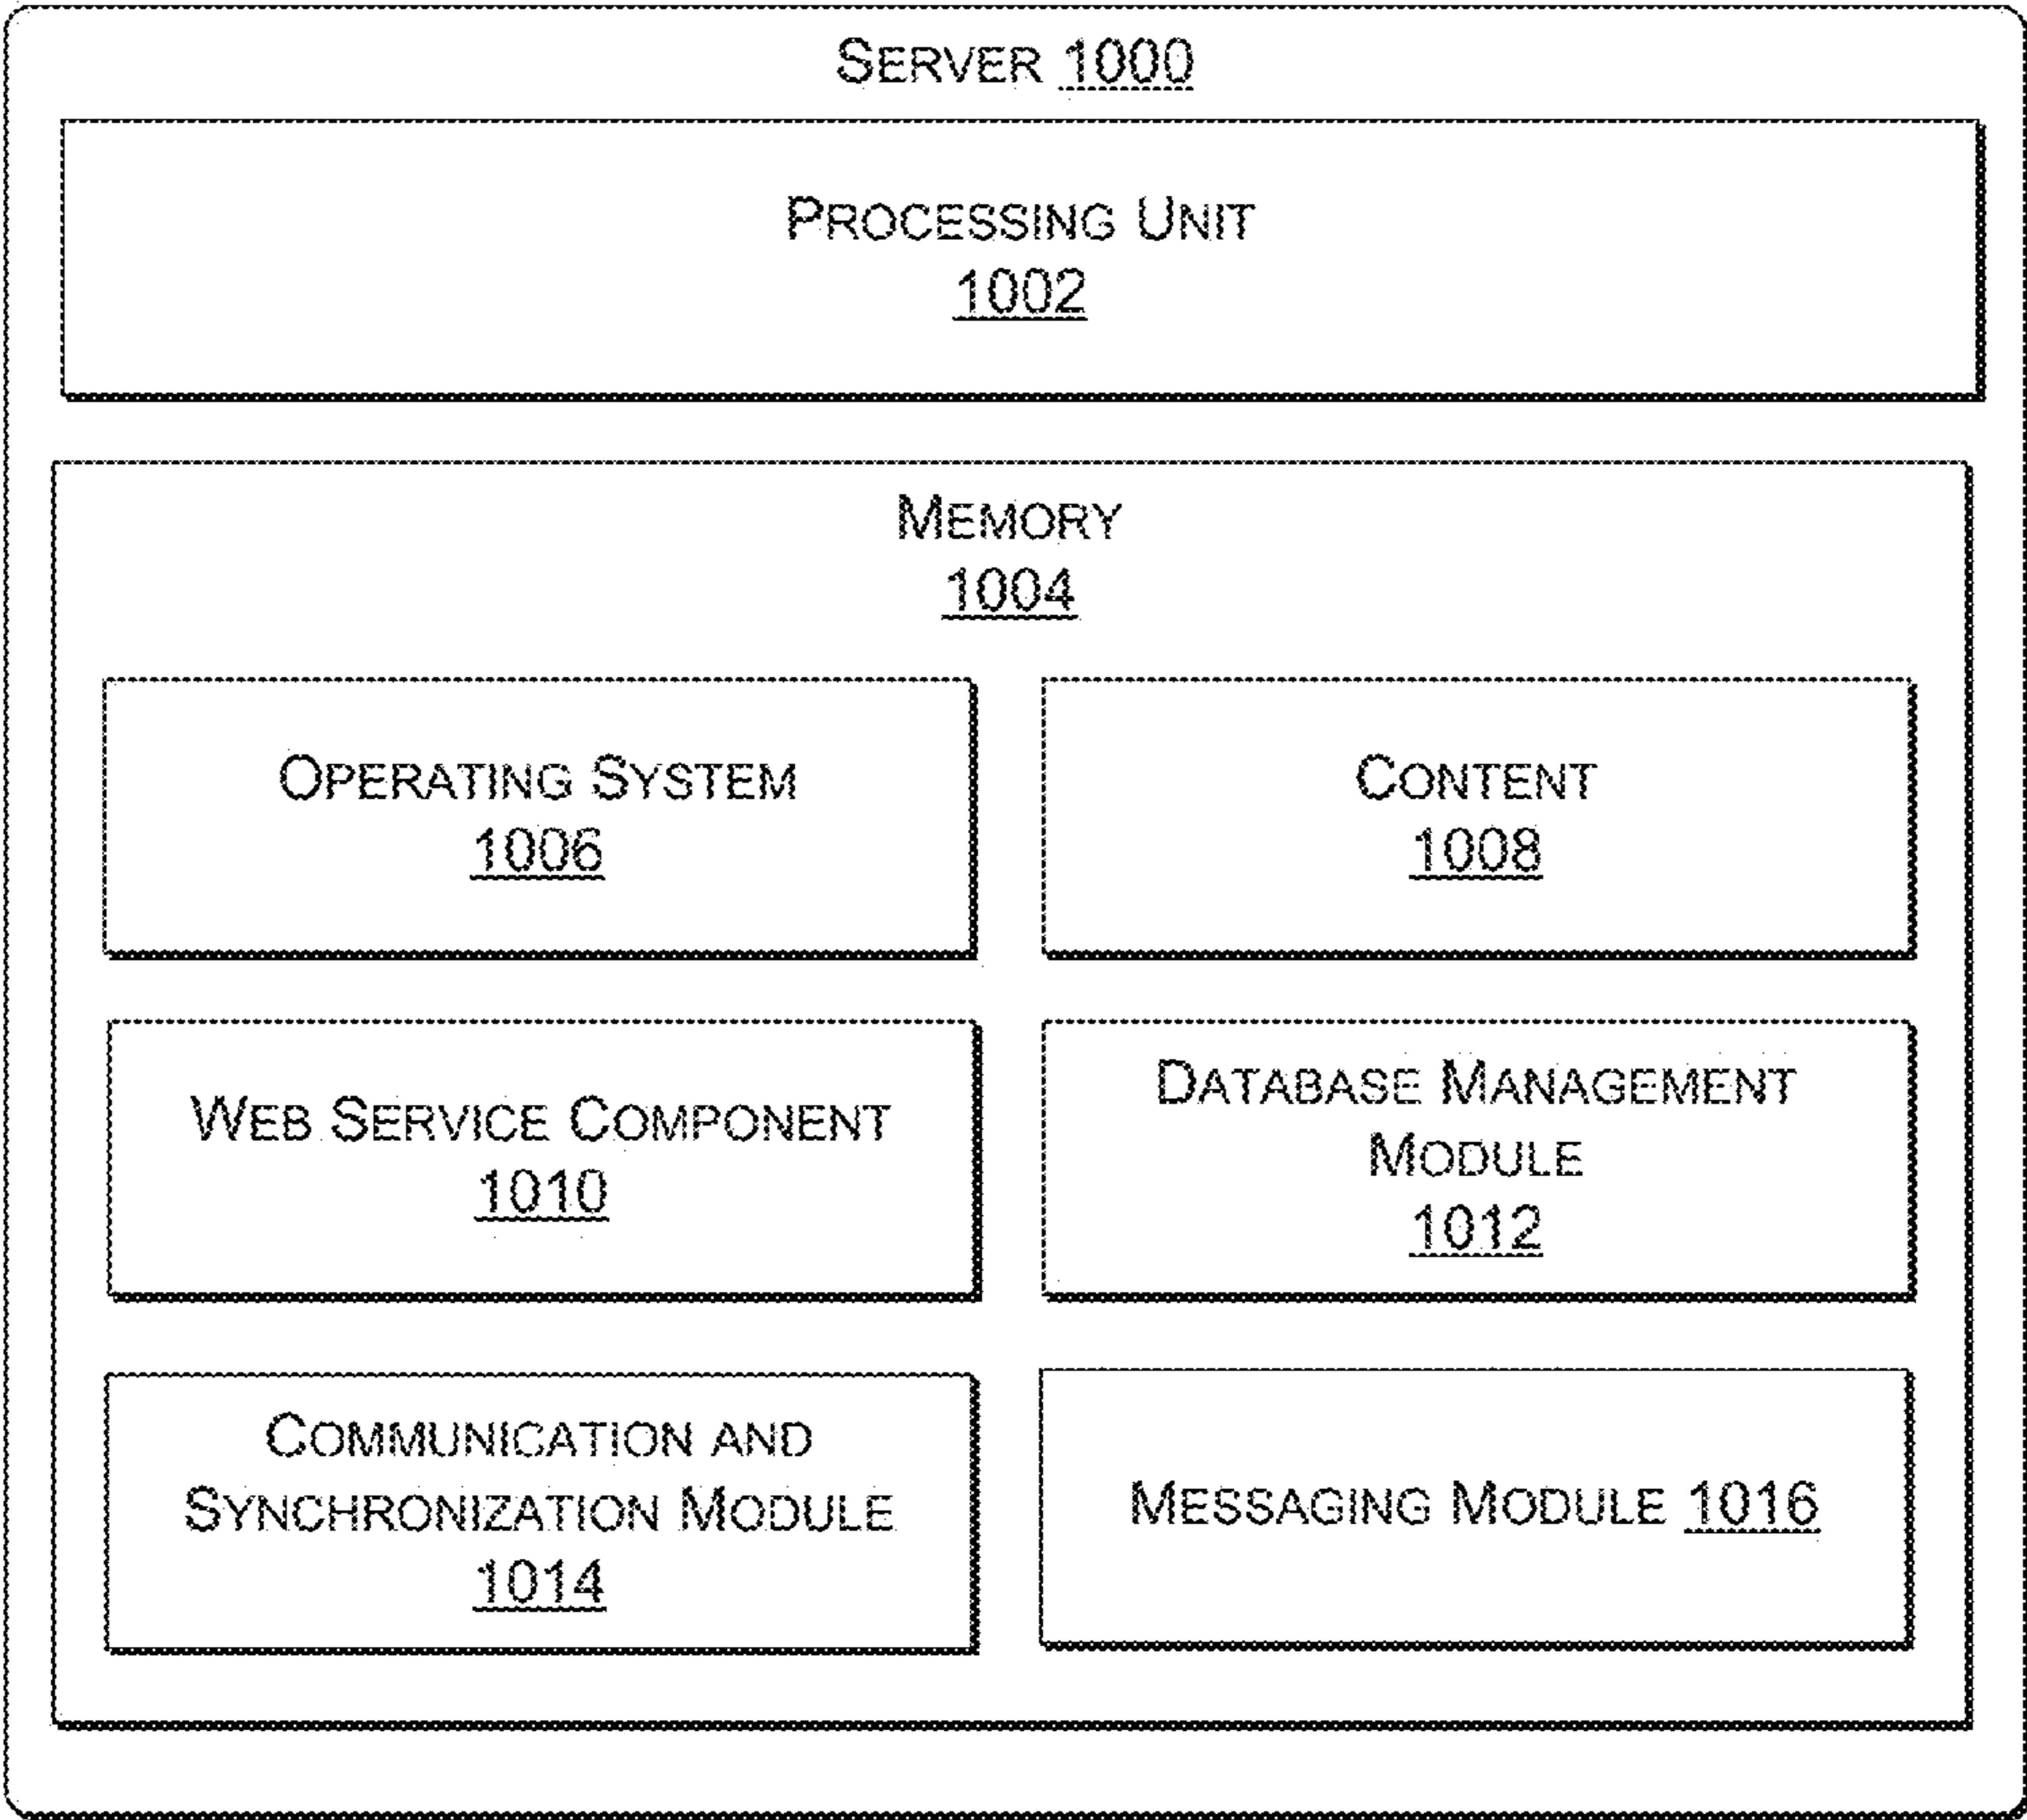 SERVER 1000
PROCESSING UNIT
1002
MEMORY
1004
OPERATING SYSTEM
1006
CONTENT
1008
WEB SERVICE COMPONENT
1010
DATABASE MANAGEMENT
MODULE
1012
COMMUNICATION AND
SYNCHRONIZATION MODULE
1014
MESSAGING MODULE 1016